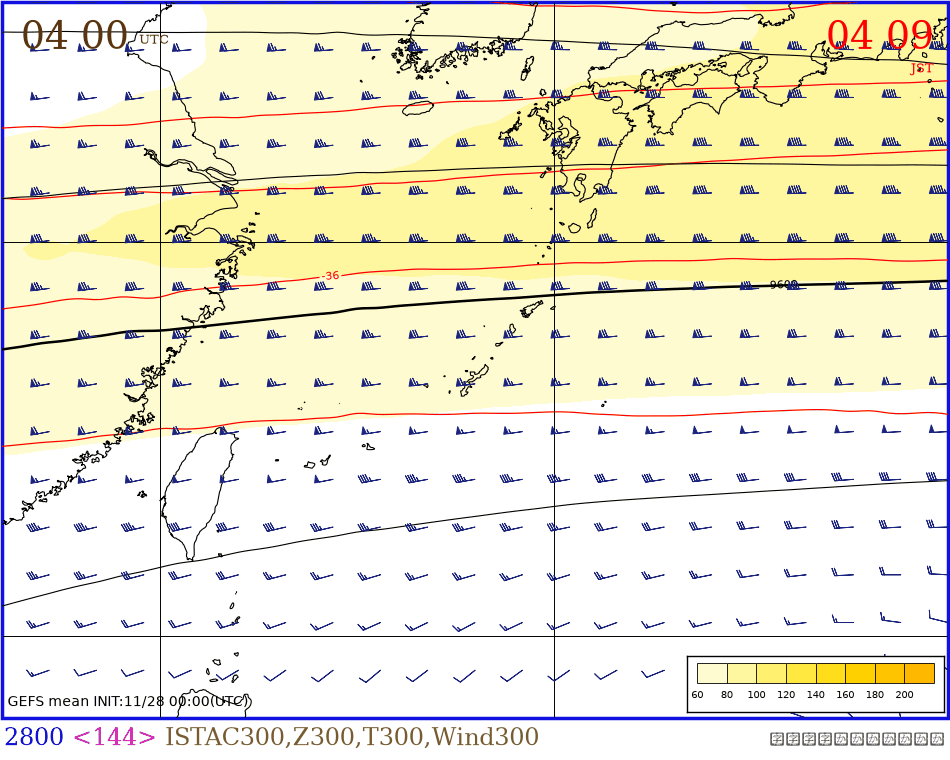 04 00 UTC
04 09
JST
-36
9600
60 80 100 120 140 160 180 200
GEFS mean INIT:11/28 00:00(UTC)
2800 <144> ISTAC300,Z300,T300,Wind300